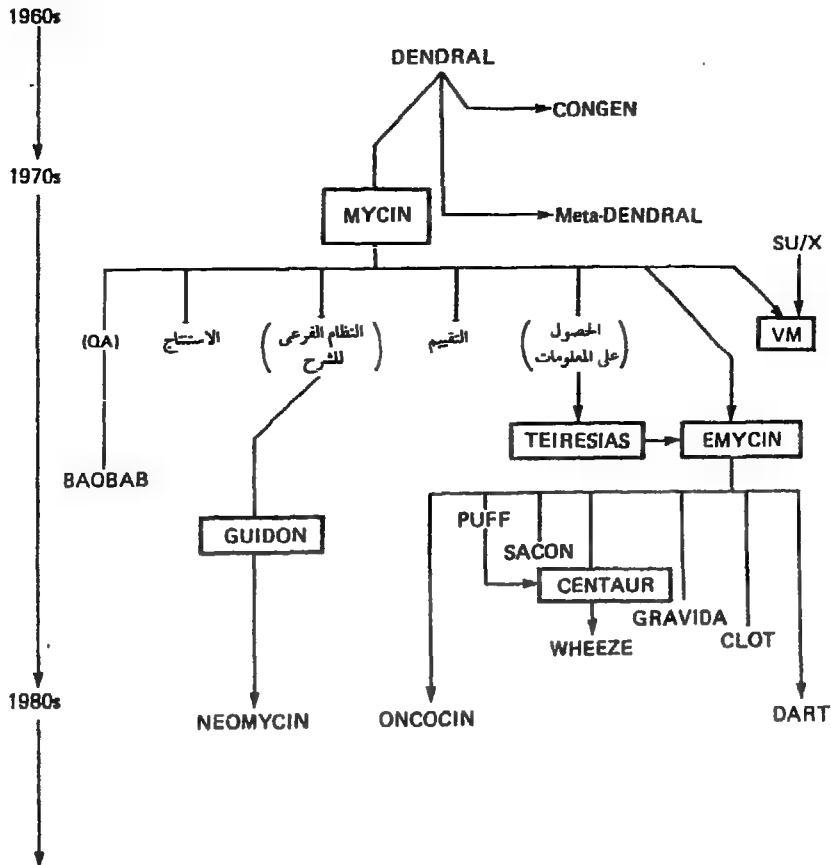 1960s
DENDRAL
CONGEN
1970s
MYCIN
Meta-DENDRAL
SU/X
VM
(QA)
الاستنتاج
(النظام الفرعى
للشرح)
التقييم
(الحصول
على المعلومات)
TEIRESIAS
EMYCIN
BAOBAB
PUFF
GUIDON
SACON
CENTAUR
GRAVIDA
WHEEZE
CLOT
1980s
NEOMYCIN
ONCOCIN
DART